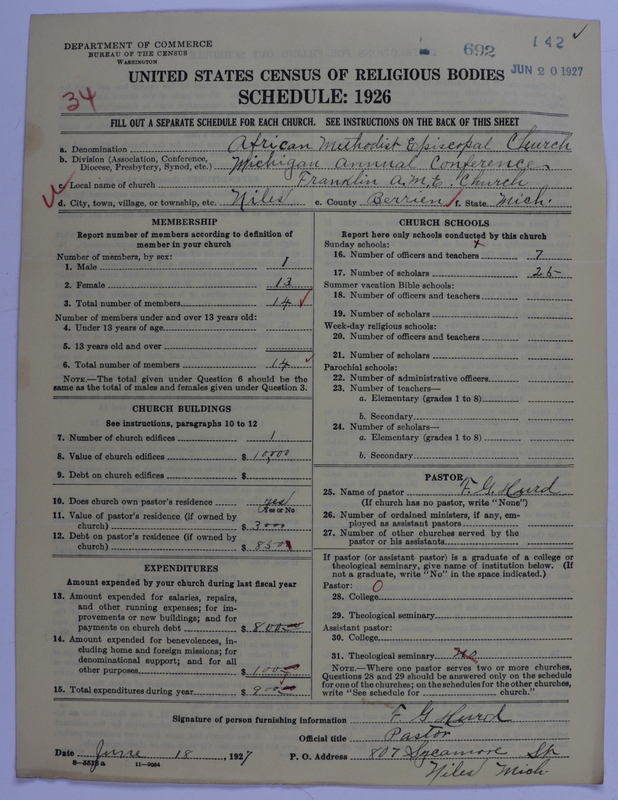 DEPARTMENT OF COMMERCE
BUREAU OF THE CENSUS
WASHINGTON
692
142 ✓
JUN 20 1927
UNITED STATES CENSUS OF RELIGIOUS BODIES
SCHEDULE: 1926
34
FILL OUT A SEPARATE SCHEDULE FOR EACH CHURCH. SEE INSTRUCTIONS ON THE BACK OF THIS SHEET
a. Denomination African Methodist Episcopal Church
b. Division (Association, Conference, Diocese, Presbytery, Synod, etc.) Michigan Annual Conference
c. Local name of church Franklin A.M.E. Church
d. City, town, village, or township, etc. Niles e. County Berrien f. State Mich.
MEMBERSHIP
Report number of members according to definition of
member in your church
Number of members, by sex:
1. Male 1
2. Female 13
3. Total number of members 14 ✓
Number of members under and over 13 years old:
4. Under 13 years of age
5. 13 years old and over
6. Total number of members 14 ✓
NOTE.—The total given under Question 6 should be the
same as the total of males and females given under Question 3.
CHURCH BUILDINGS
See instructions, paragraphs 10 to 12
7. Number of church edifices 1
8. Value of church edifices $ 10,000
9. Debt on church edifices $
10. Does church own pastor's residence yes
(Yes or No
11. Value of pastor's residence (if owned by
church) $ 3000
12. Debt on pastor's residence (if owned by
church) $ 850
EXPENDITURES
Amount expended by your church during last fiscal year
13. Amount expended for salaries, repairs,
and other running expenses; for im-
provements or new buildings; and for
payments on church debt $ 800
14. Amount expended for benevolences, in-
cluding home and foreign missions; for
denominational support; and for all
other purposes $ 100
15. Total expenditures during year $ 900
CHURCH SCHOOLS
Report here only schools conducted by this church
Sunday schools:
16. Number of officers and teachers 7
17. Number of scholars 25
Summer vacation Bible schools:
18. Number of officers and teachers
19. Number of scholars
Week-day religious schools:
20. Number of officers and teachers
21. Number of scholars
Parochial schools:
22. Number of administrative officers
23. Number of teachers—
a. Elementary (grades 1 to 8)
b. Secondary
24. Number of scholars—
a. Elementary (grades 1 to 8)
b. Secondary
PASTOR
25. Name of pastor F. G. Hurd
(If church has no pastor, write "None")
26. Number of ordained ministers, if any, em-
ployed as assistant pastors
27. Number of other churches served by the
pastor or his assistants
If pastor (or assistant pastor) is a graduate of a college or
theological seminary, give name of institution below. (If
not a graduate, write "No" in the space indicated.)
Pastor: 0
28. College
29. Theological seminary
Assistant pastor:
30. College
31. Theological seminary
NOTE.—Where one pastor serves two or more churches,
Questions 28 and 29 should be answered only on the schedule
for one of the churches; on the schedules for the other churches,
write "See schedule for church."
Signature of person furnishing information F. G. Hurd
Official title Pastor
Date June 18, 1927 P. O. Address 807 Sycamore St
Niles Mich
8—5513a 11—9064